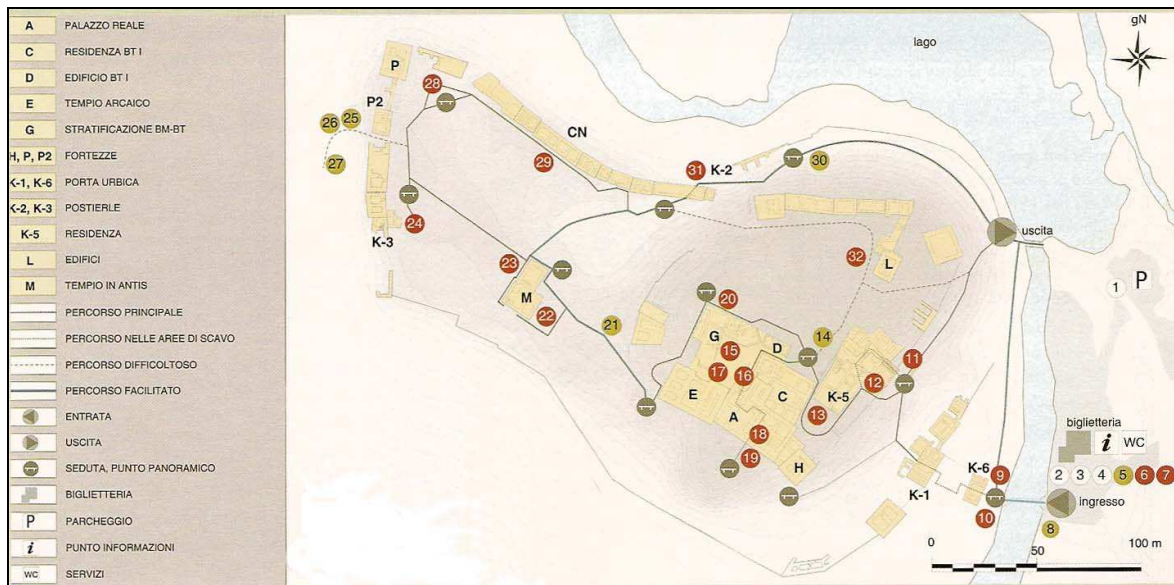 A PALAZZO REALE
C RESIDENZA BT I
D EDIFICIO BT I
E TEMPIO ARCAICO
G STRATIFICAZIONE BM-BT
H, P, P2 FORTEZZE
K-1, K-6 PORTA URBICA
K-2, K-3 POSTIERLE
K-5 RESIDENZA
L EDIFICI
M TEMPIO IN ANTIS
PERCORSO PRINCIPALE
PERCORSO NELLE AREE DI SCAVO
PERCORSO DIFFICOLTOSO
PERCORSO FACILITATO
ENTRATA
USCITA
SEDUTA, PUNTO PANORAMICO
BIGLIETTERIA
P PARCHEGGIO
i PUNTO INFORMAZIONI
WC SERVIZI
gN
lago
P
28
P2
26 25
CN
27
29
31 K-2
30
24
K-3
uscita
23
32
L
1 P
M
22
20
21
G
14
D
15
11
17
16
12
E
C
K-5
A
13
18
19
H
biglietteria
i WC
K-6
9
2 3 4 5 6 7
K-1
10
ingresso
8
0 50 100 m